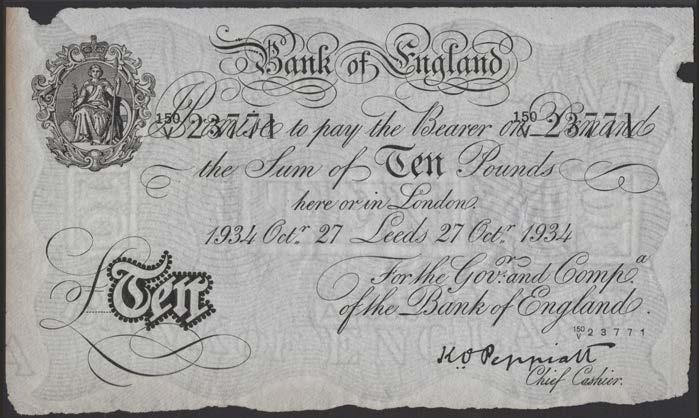 Bank of England
150/V 23771 Promise to pay the Bearer on Demand 150/V 23771
the Sum of Ten Pounds
here or in London.
1934 Octr. 27 Leeds 27 Octr. 1934
For the Govr. and Compa.
of the Bank of England.
£Ten
150/V 23771
K O Peppiatt
Chief Cashier.